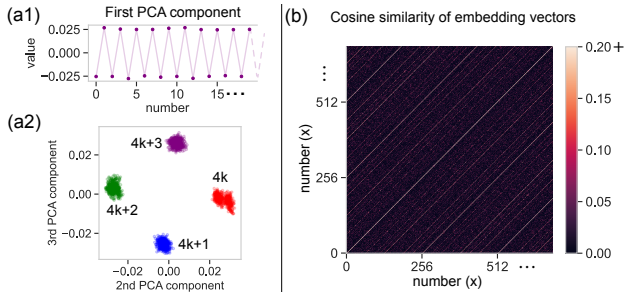 (a1)
First PCA component
value
0.025
0.000
−0.025
0
5
10
15
•••
number
(a2)
3rd PCA component
0.02
0.00
−0.02
4k+3
4k
4k+2
4k+1
−0.02
0.00
0.02
2nd PCA component
(b)
Cosine similarity of embedding vectors
number (x)
•••
512
256
0
0
256
512
•••
number (x)
0.20+
0.15
0.10
0.05
0.00